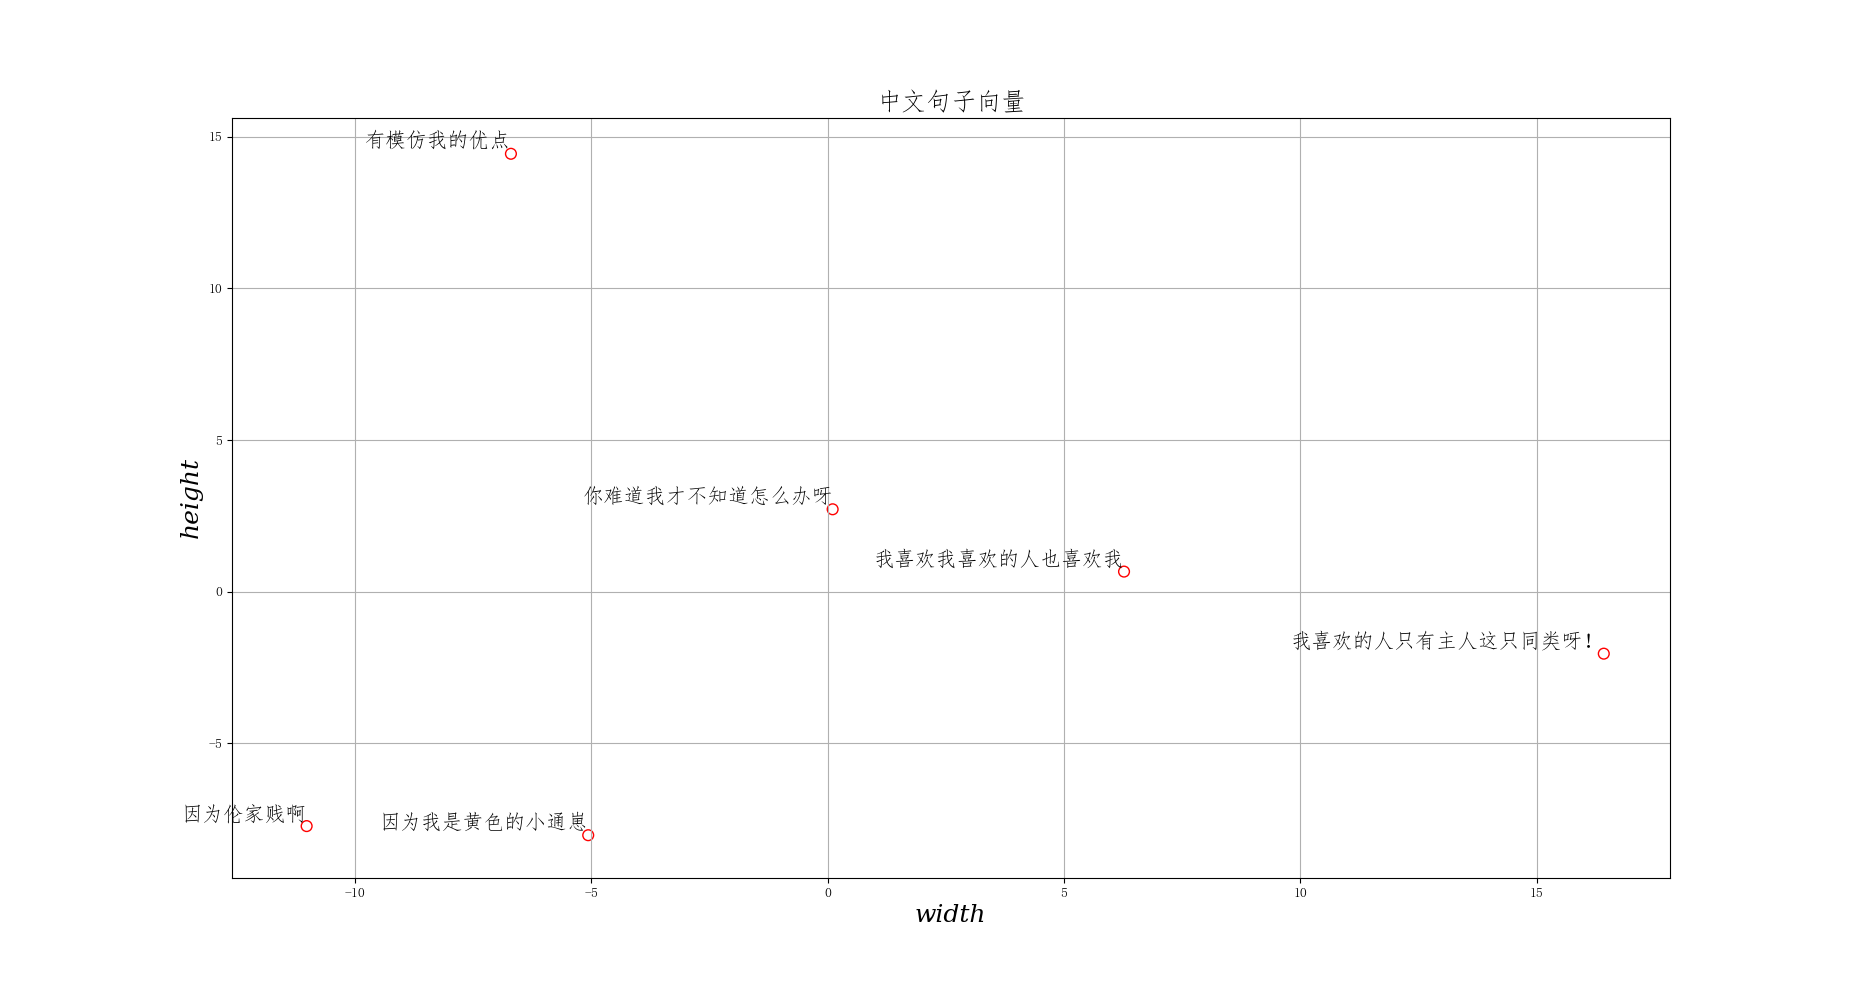 中文句子向量
15
有模仿我的优点
10
5
height
你难道我才不知道怎么办呀
我喜欢我喜欢的人也喜欢我
0
我喜欢的人只有主人这只同类呀!
−5
因为伦家贱啊
因为我是黄色的小通崽
−10 −5 0 5 10 15
width